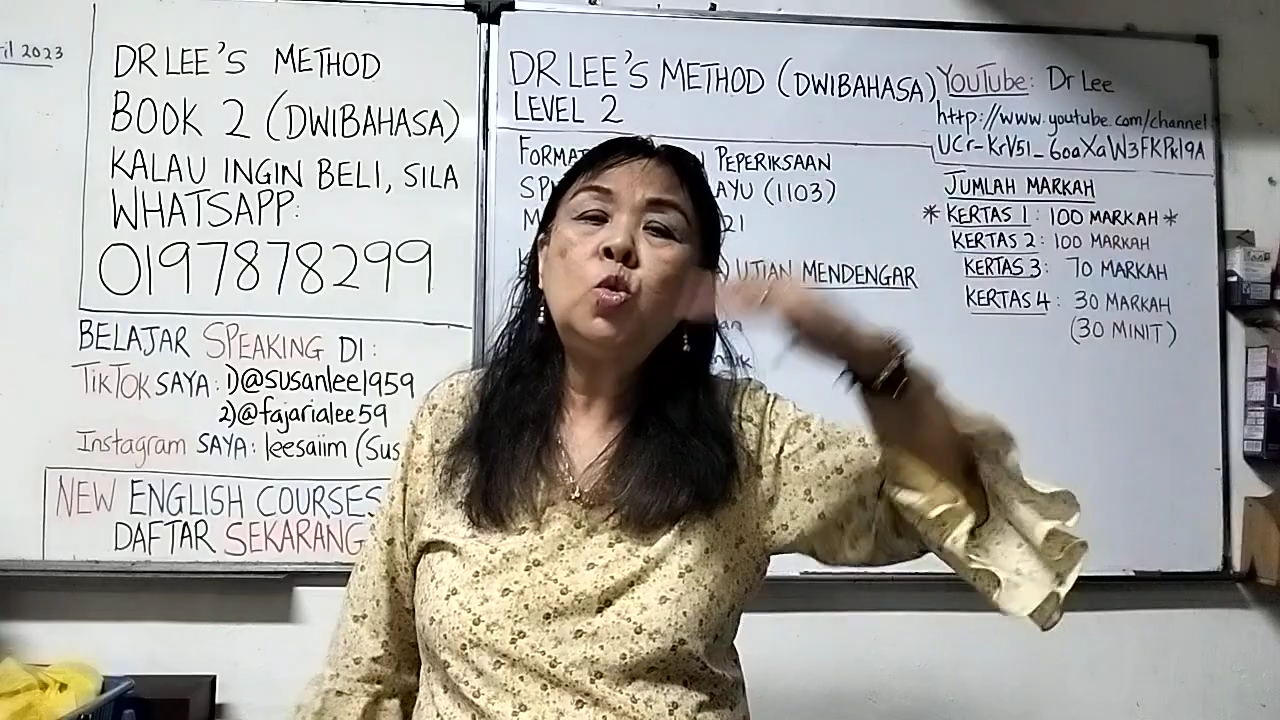 2023
DR LEE'S METHOD
BOOK 2 (DWIBAHASA)
KALAU INGIN BELI, SILA
WHATSAPP:
0197878299
BELAJAR SPEAKING DI:
TikTok SAYA: 1)@susanlee1959
2)@fajarialee59
Instagram SAYA: leesaiim (Sus
NEW ENGLISH COURSES
DAFTAR SEKARANG
DR LEE'S METHOD (DWIBAHASA)
LEVEL 2
FORMAT PEPERIKSAAN
(1103)
21
UJIAN MENDENGAR
YouTube: Dr Lee
http://www.youtube.com/channel
UCr-KrV5l_6oaXaW3FKPkl9A
JUMLAH MARKAH
* KERTAS 1: 100 MARKAH *
KERTAS 2: 100 MARKAH
KERTAS 3: 70 MARKAH
KERTAS 4: 30 MARKAH
(30 MINIT)